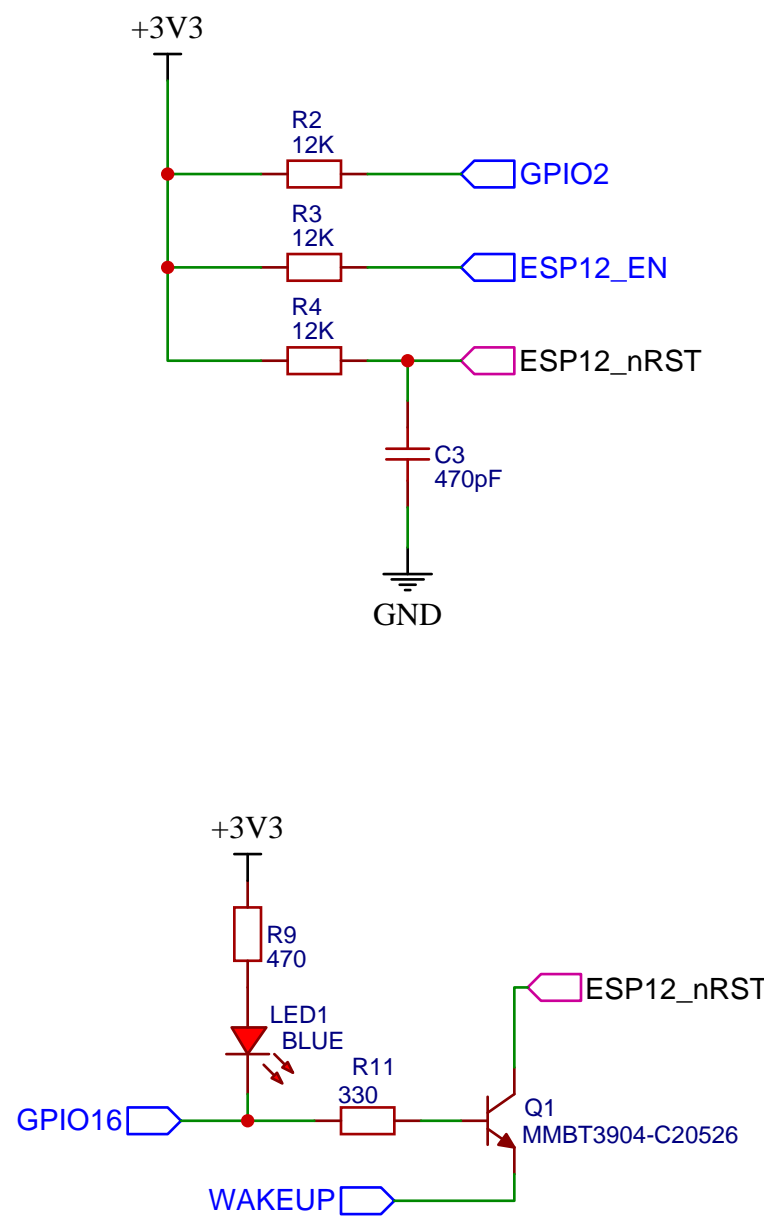 +3V3
R2
12K
GPIO2
R3
12K
ESP12_EN
R4
12K
ESP12_nRST
C3
470pF
GND
+3V3
R9
470
ESP12_nRST
LED1
BLUE
R11
330
GPIO16
Q1
MMBT3904-C20526
WAKEUP